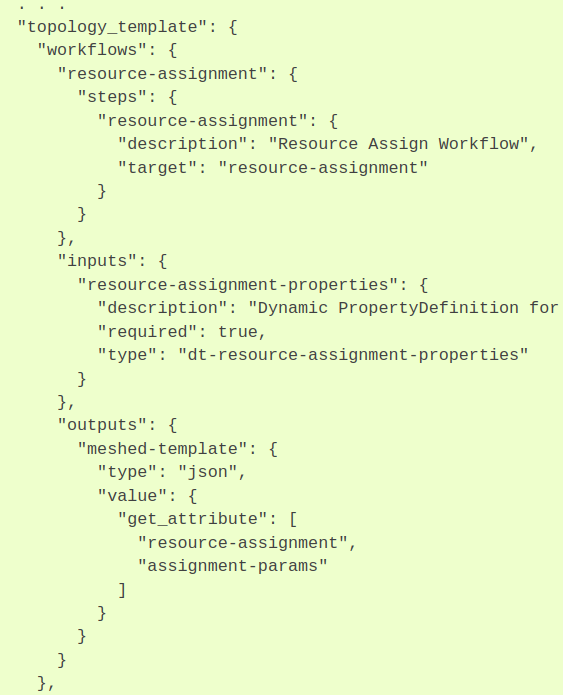 . . .
"topology_template": {
  "workflows": {
    "resource-assignment": {
      "steps": {
        "resource-assignment": {
          "description": "Resource Assign Workflow",
          "target": "resource-assignment"
        }
      }
    },
    "inputs": {
      "resource-assignment-properties": {
        "description": "Dynamic PropertyDefinition for
        "required": true,
        "type": "dt-resource-assignment-properties"
      }
    },
    "outputs": {
      "meshed-template": {
        "type": "json",
        "value": {
          "get_attribute": [
            "resource-assignment",
            "assignment-params"
          ]
        }
      }
    }
  },